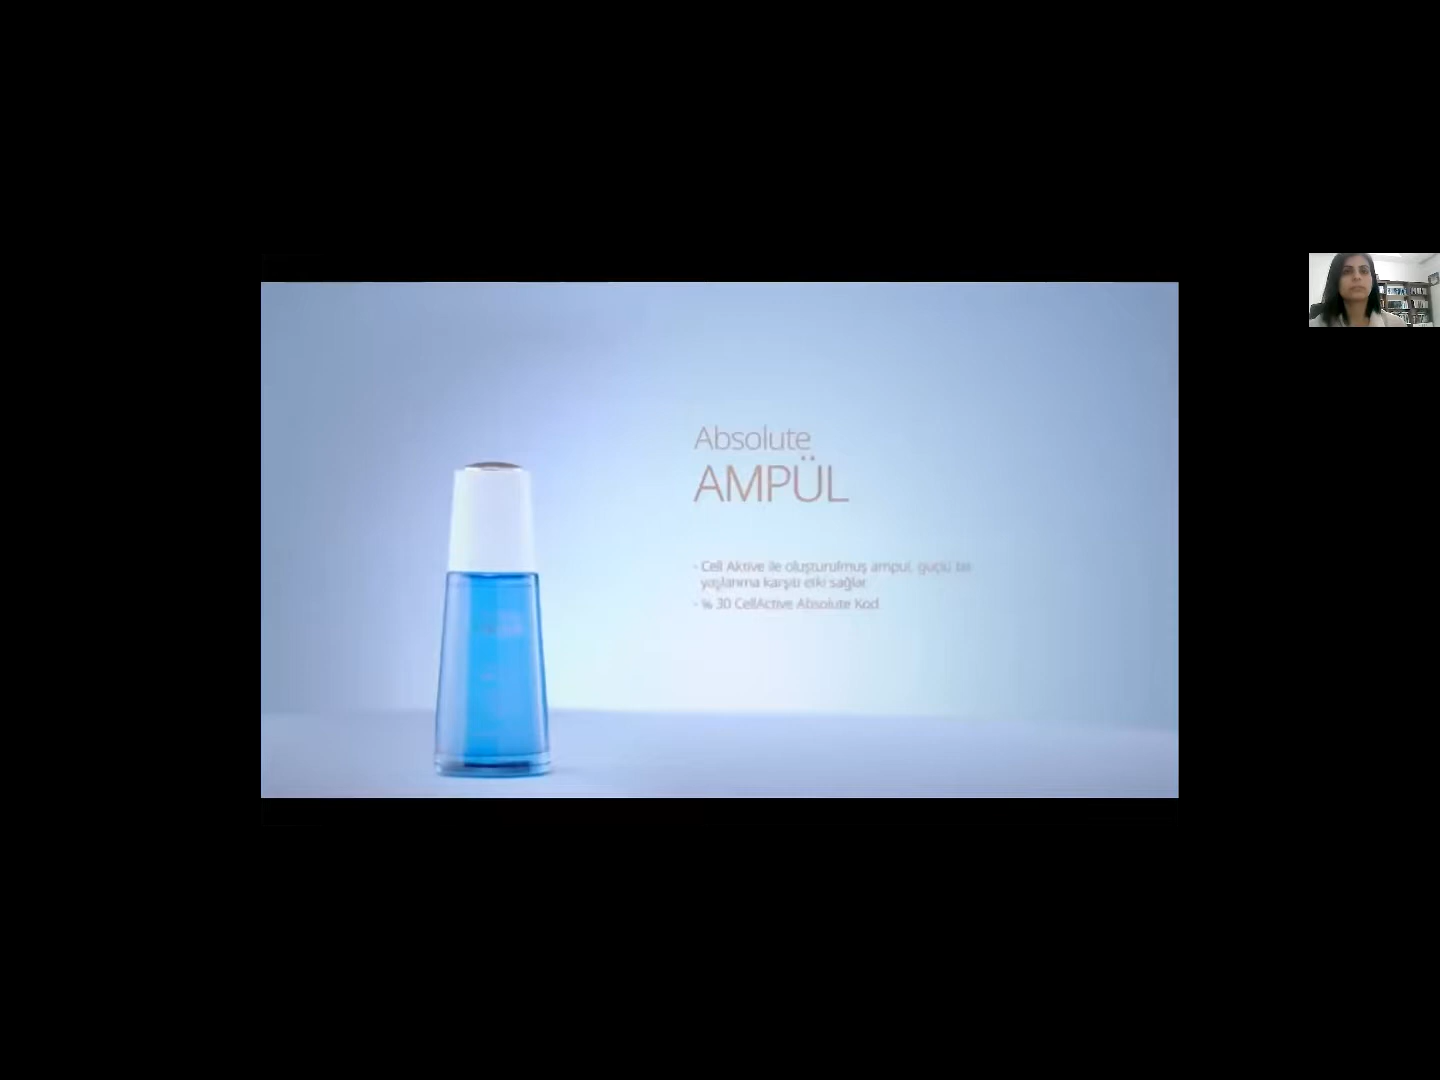 Absolute
AMPÜL
- Cell Aktive ile oluşturulmuş ampul, güçlü bir
yaşlanma karşıtı etki sağlar.
- % 30 CellActive Absolute Kod